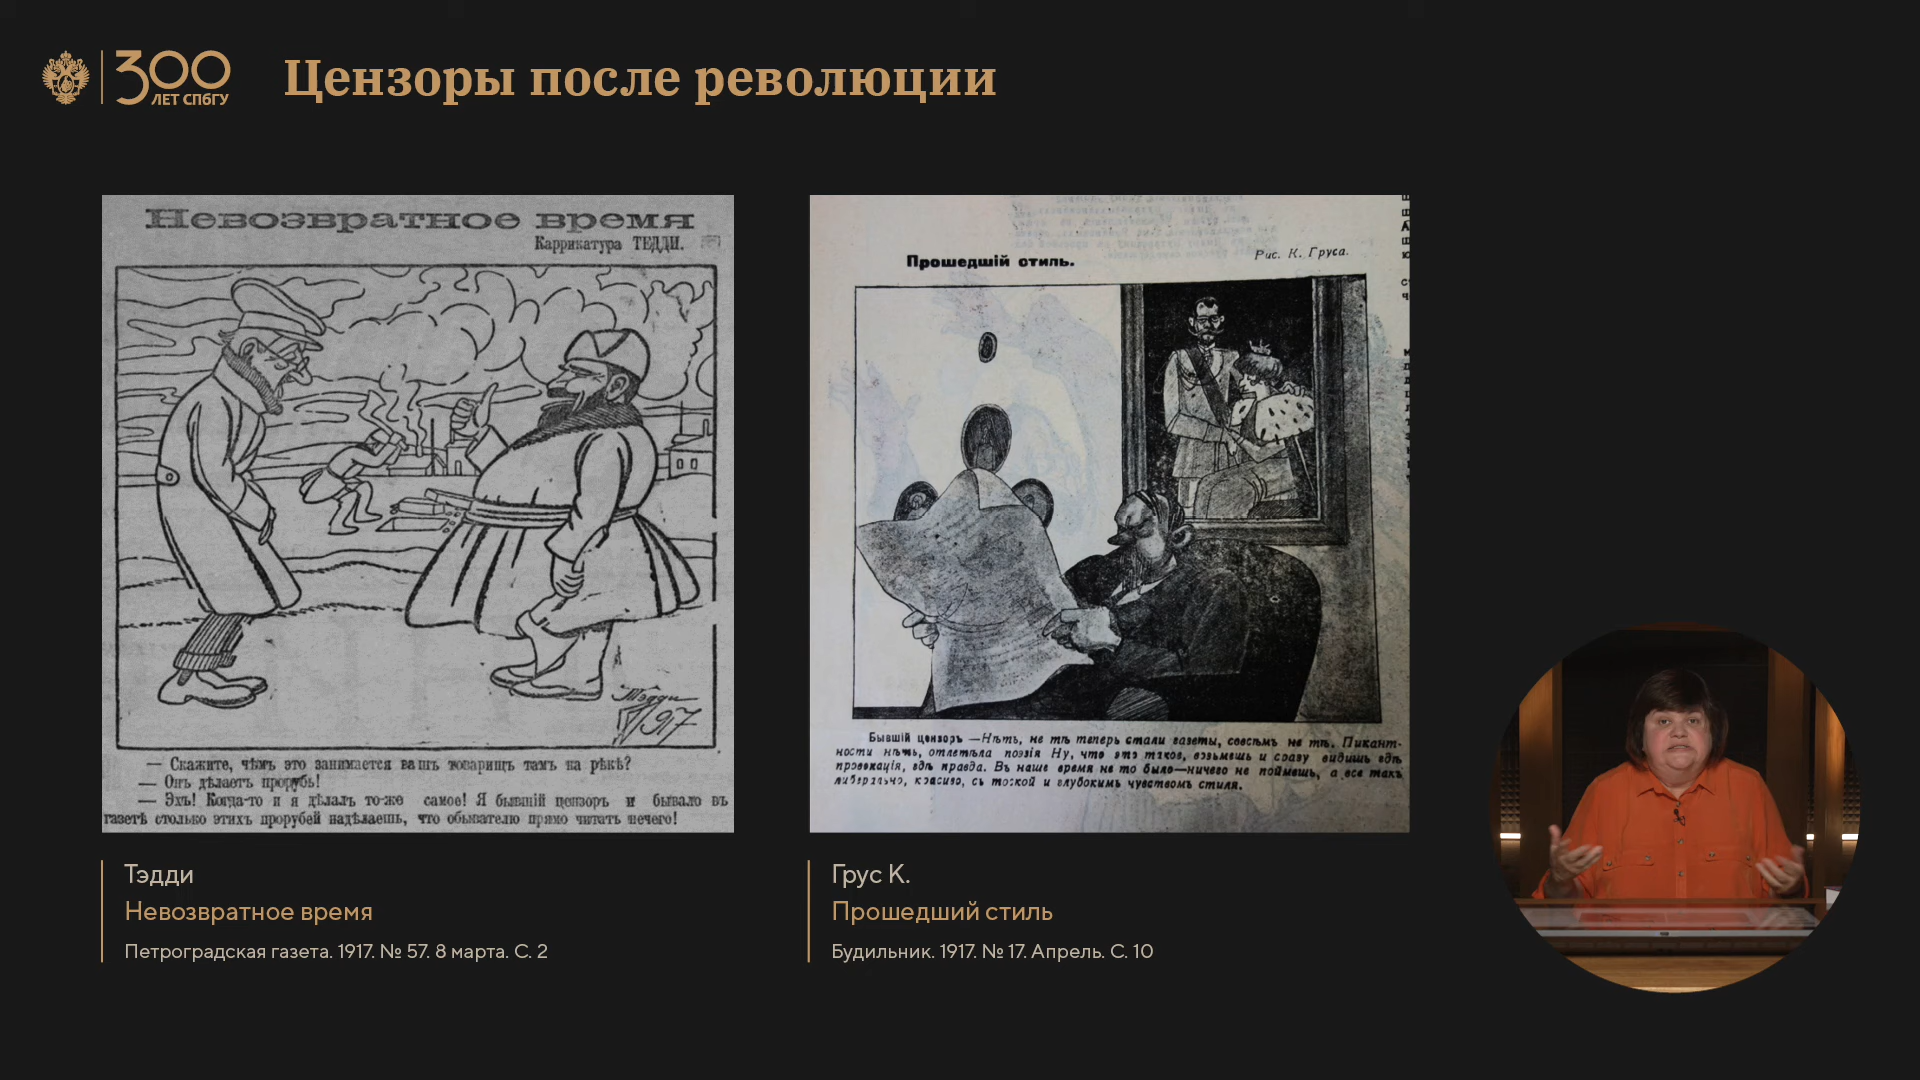 300
ЛЕТ СПбГУ
Цензоры после революции
Невозвратное время
Каррикатура ТЕДДИ.
Тэдди
1917
— Скажите, чѣмъ это занимается вашъ товарищъ тамъ на рѣкѣ?
— Онъ дѣлаетъ прорубь!
— Эхъ! Когда-то и я дѣлалъ то-же самое! Я бывшій цензоръ и бывало въ
газетѣ столько этихъ прорубей надѣлаешь, что обывателю прямо читать нечего!
Прошедшій стиль.
Рис. К. Груса.
Бывшій цензоръ —Нѣтъ, не тѣ теперь стали газеты, совсѣмъ не тѣ. Пикант-
ности нѣтъ, отлетѣла поэзія Ну, что это такое, возьмешь и сразу видишь гдѣ
провокація, гдѣ правда. Въ наше время не то было—ничего не поймешь, а все такъ
либерально, красиво, съ тоской и глубокимъ чувствомъ стиля.
Тэдди
Невозвратное время
Петроградская газета. 1917. № 57. 8 марта. С. 2
Грус К.
Прошедший стиль
Будильник. 1917. № 17. Апрель. С. 10